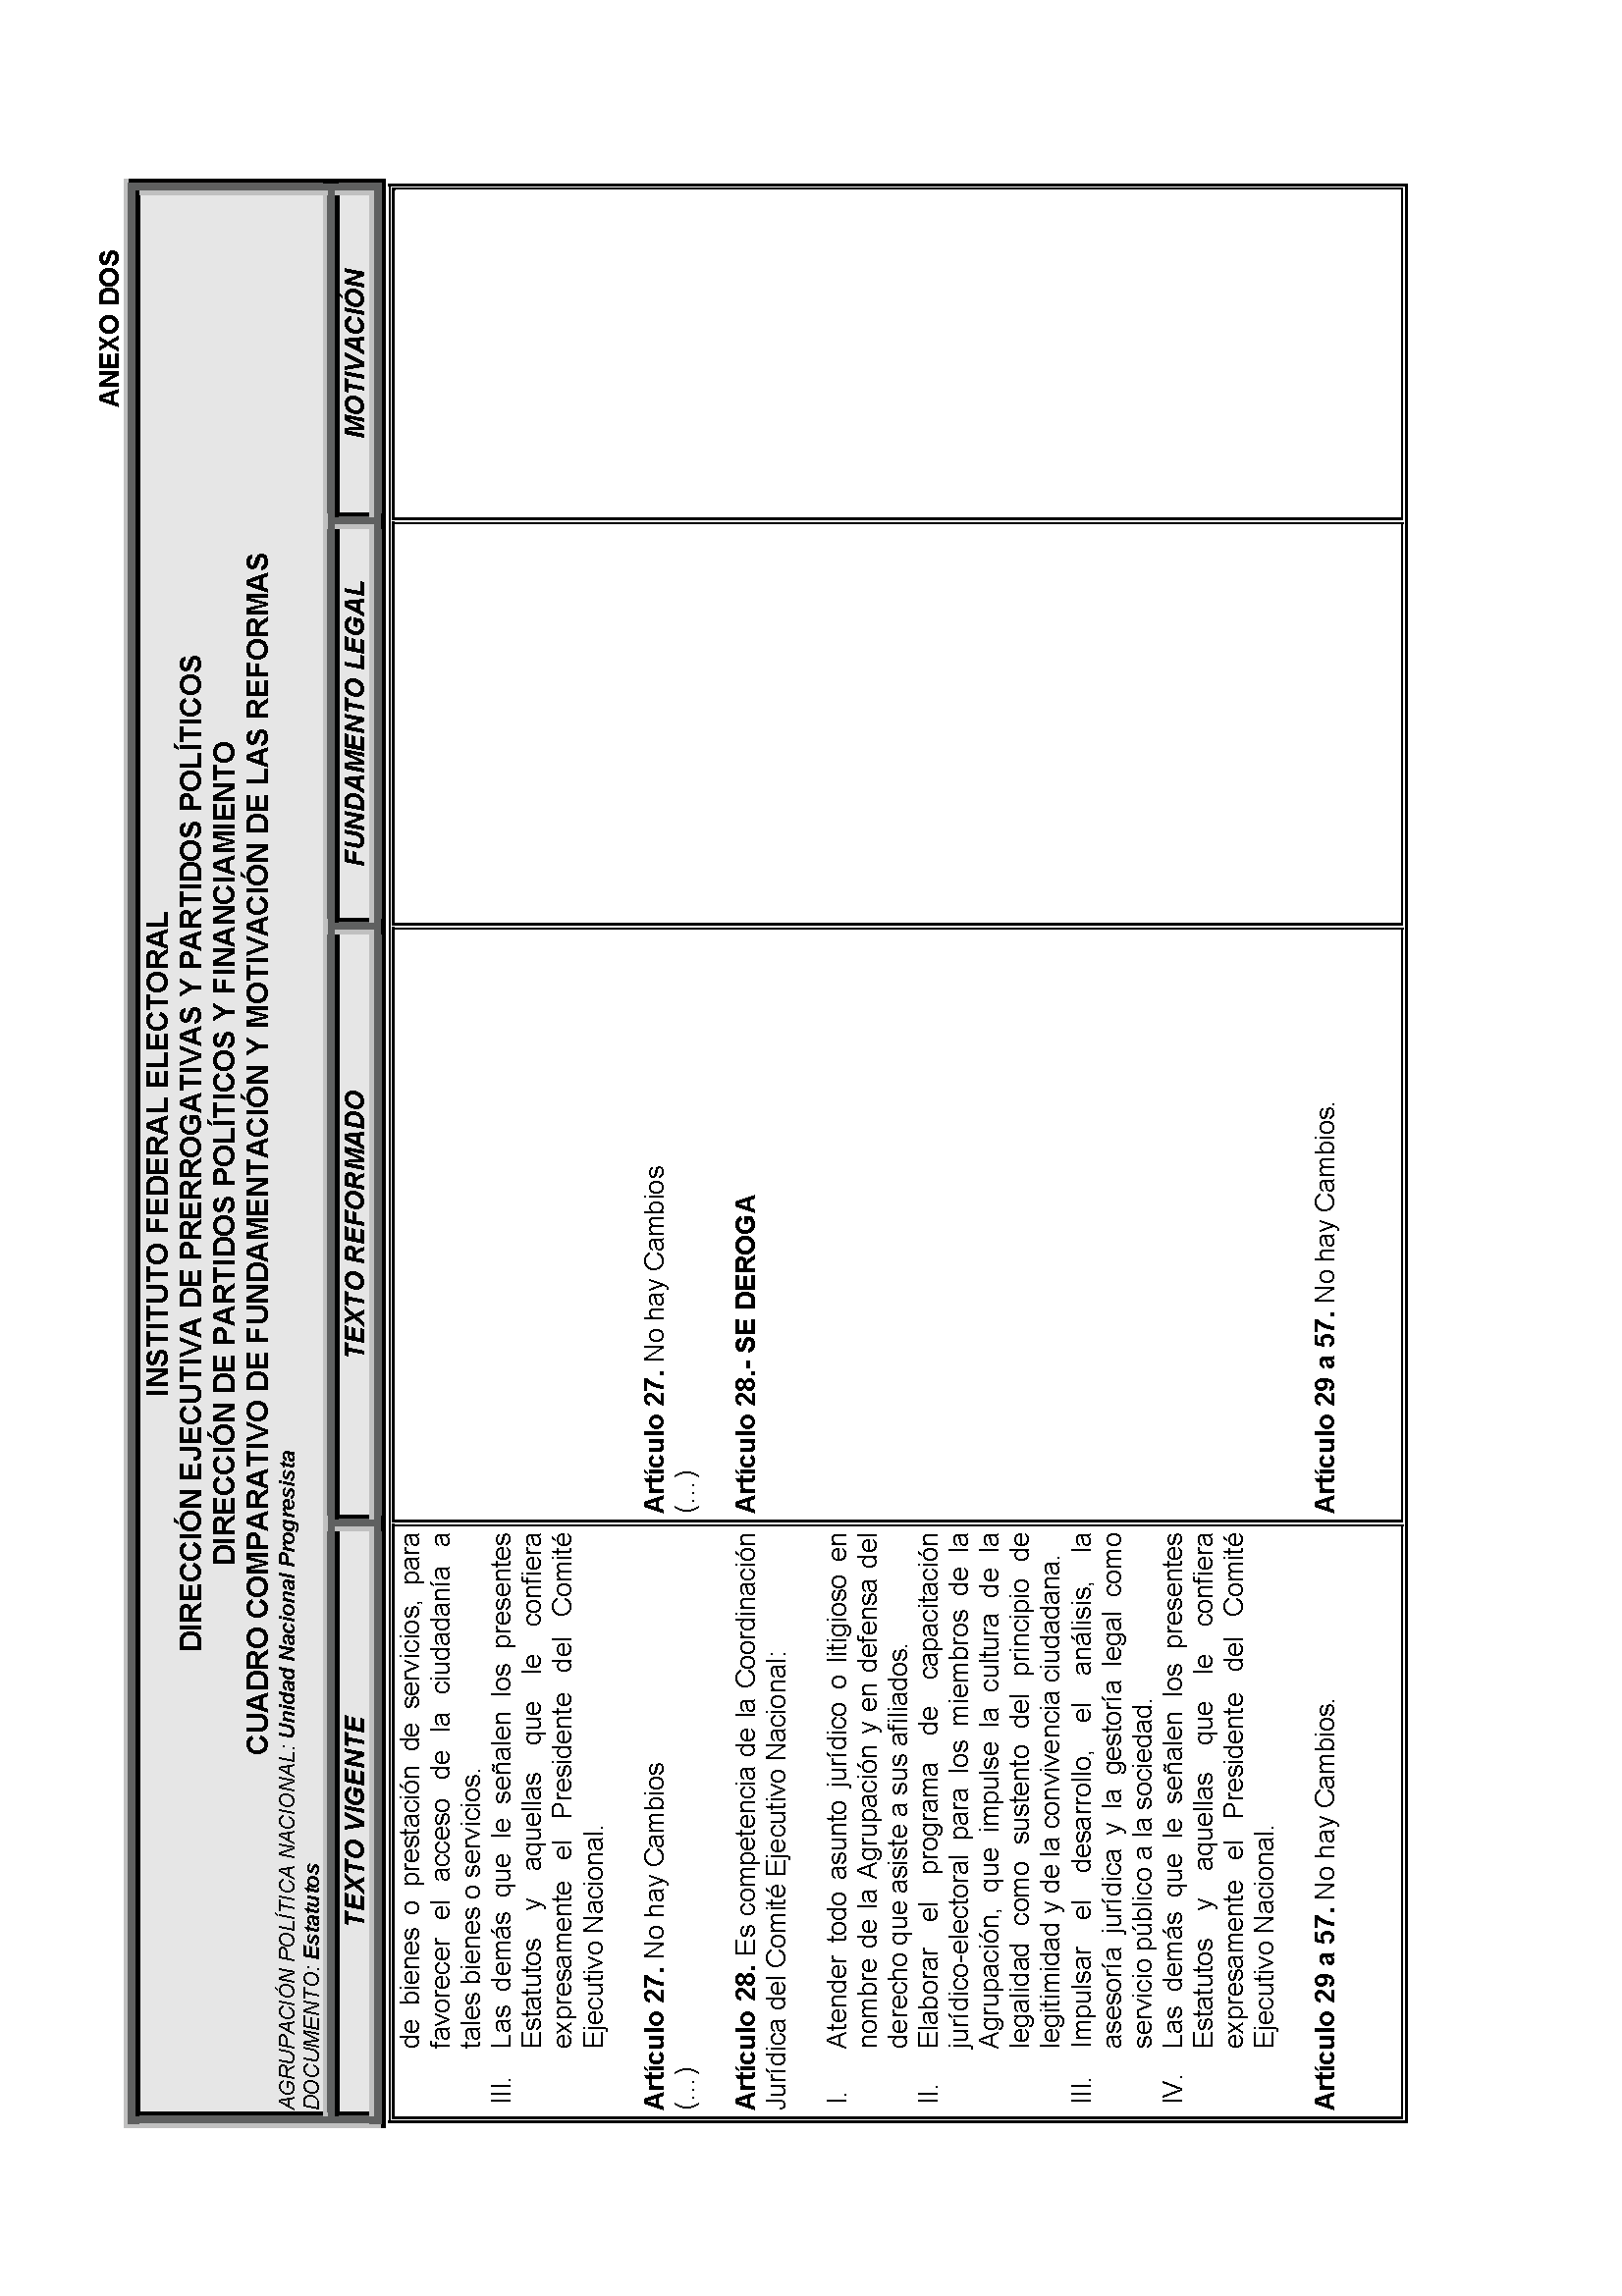 ANEXO DOS
INSTITUTO FEDERAL ELECTORAL
DIRECCIÓN EJECUTIVA DE PRERROGATIVAS Y PARTIDOS POLÍTICOS
DIRECCIÓN DE PARTIDOS POLÍTICOS Y FINANCIAMIENTO
CUADRO COMPARATIVO DE FUNDAMENTACIÓN Y MOTIVACIÓN DE LAS REFORMAS
AGRUPACIÓN POLÍTICA NACIONAL: Unidad Nacional Progresista
DOCUMENTO: Estatutos
TEXTO VIGENTE
TEXTO REFORMADO
FUNDAMENTO LEGAL
MOTIVACIÓN
de bienes o prestación de servicios, para
favorecer el acceso de la ciudadanía a
tales bienes o servicios.
III. Las demás que le señalen los presentes
Estatutos y aquellas que le confiera
expresamente el Presidente del Comité
Ejecutivo Nacional.
Artículo 27. No hay Cambios
(…)
Artículo 28. Es competencia de la Coordinación
Jurídica del Comité Ejecutivo Nacional:
I. Atender todo asunto jurídico o litigioso en
nombre de la Agrupación y en defensa del
derecho que asiste a sus afiliados.
II. Elaborar el programa de capacitación
jurídico-electoral para los miembros de la
Agrupación, que impulse la cultura de la
legalidad como sustento del principio de
legitimidad y de la convivencia ciudadana.
III. Impulsar el desarrollo, el análisis, la
asesoría jurídica y la gestoría legal como
servicio público a la sociedad.
IV. Las demás que le señalen los presentes
Estatutos y aquellas que le confiera
expresamente el Presidente del Comité
Ejecutivo Nacional.
Artículo 29 a 57. No hay Cambios.
Artículo 27. No hay Cambios
(…)
Artículo 28.- SE DEROGA
Artículo 29 a 57. No hay Cambios.